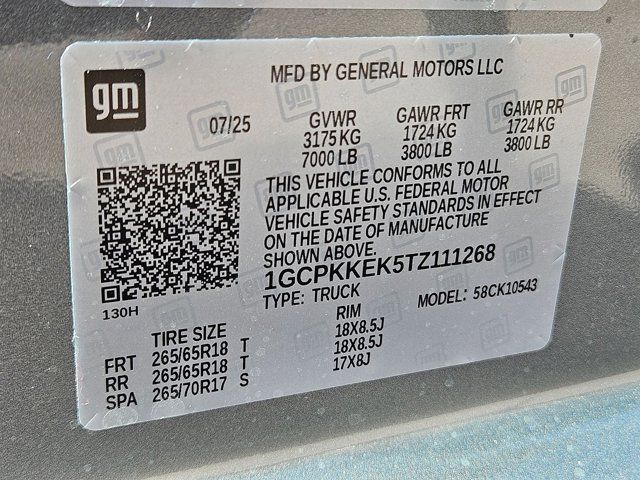 gm
MFD BY GENERAL MOTORS LLC
07/25
GVWR GAWR FRT GAWR RR
3175 KG 1724 KG 1724 KG
7000 LB 3800 LB 3800 LB
THIS VEHICLE CONFORMS TO ALL
APPLICABLE U.S. FEDERAL MOTOR
VEHICLE SAFETY STANDARDS IN EFFECT
ON THE DATE OF MANUFACTURE
SHOWN ABOVE.
1GCPKKEK5TZ111268
TYPE: TRUCK MODEL: 58CK10543
130H
TIRE SIZE RIM
FRT 265/65R18 T 18X8.5J
RR 265/65R18 T 18X8.5J
SPA 265/70R17 S 17X8J